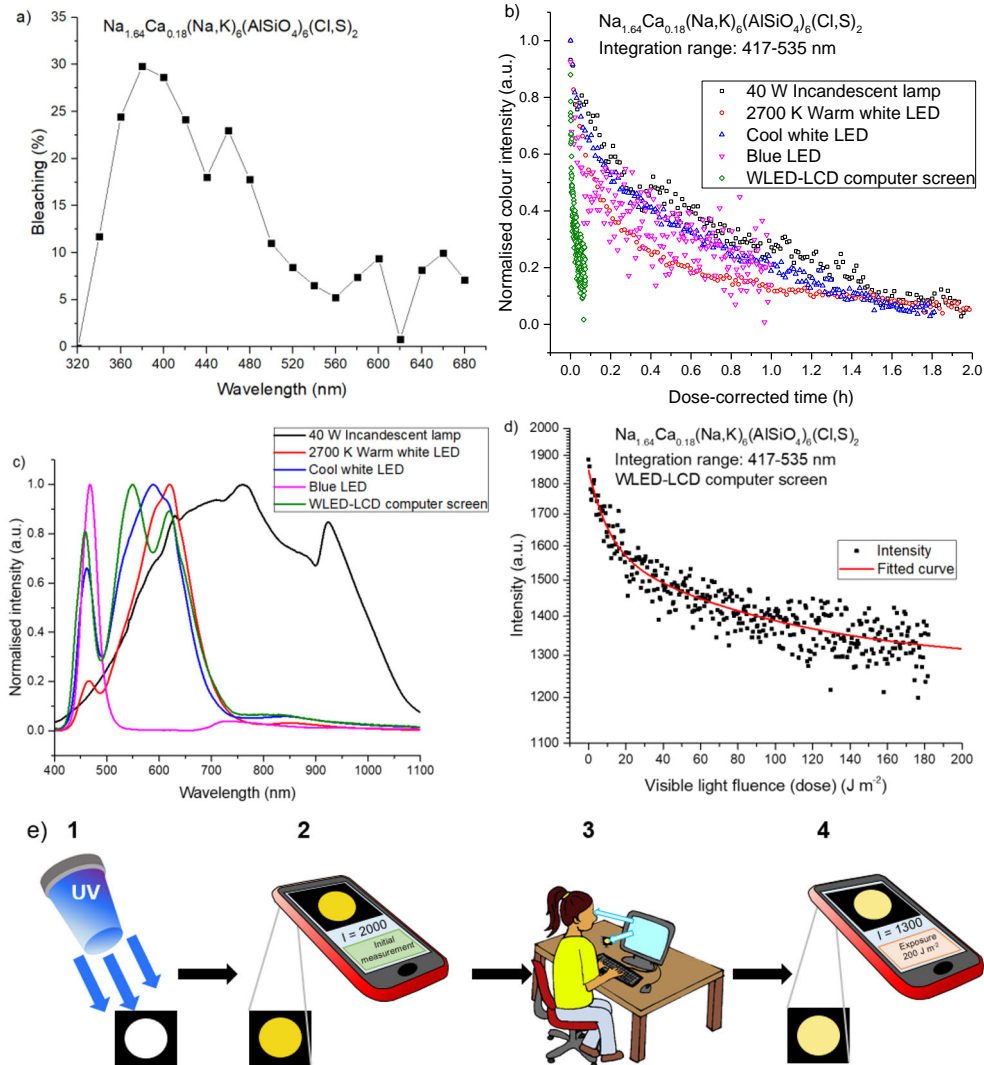 a)
Na1.64Ca0.18(Na,K)6(AlSiO4)6(Cl,S)2
35
30
25
20
15
10
5
0
Bleaching (%)
320 360 400 440 480 520 560 600 640 680
Wavelength (nm)
b)
Na1.64Ca0.18(Na,K)6(AlSiO4)6(Cl,S)2
Integration range: 417-535 nm
40 W Incandescent lamp
2700 K Warm white LED
Cool white LED
Blue LED
WLED-LCD computer screen
1.0
0.8
0.6
0.4
0.2
0.0
Normalised colour intensity (a.u.)
0.0 0.2 0.4 0.6 0.8 1.0 1.2 1.4 1.6 1.8 2.0
Dose-corrected time (h)
c)
40 W Incandescent lamp
2700 K Warm white LED
Cool white LED
Blue LED
WLED-LCD computer screen
1.0
0.8
0.6
0.4
0.2
0.0
Normalised intensity (a.u.)
400 500 600 700 800 900 1000 1100
Wavelength (nm)
d)
Na1.64Ca0.18(Na,K)6(AlSiO4)6(Cl,S)2
Integration range: 417-535 nm
WLED-LCD computer screen
Intensity
Fitted curve
2000
1900
1800
1700
1600
1500
1400
1300
1200
1100
Intensity (a.u.)
0 20 40 60 80 100 120 140 160 180 200
Visible light fluence (dose) (J m-2)
e)
1
2
3
4
UV
I = 2000
Initial
measurement
I = 1300
Exposure
200 J m-2